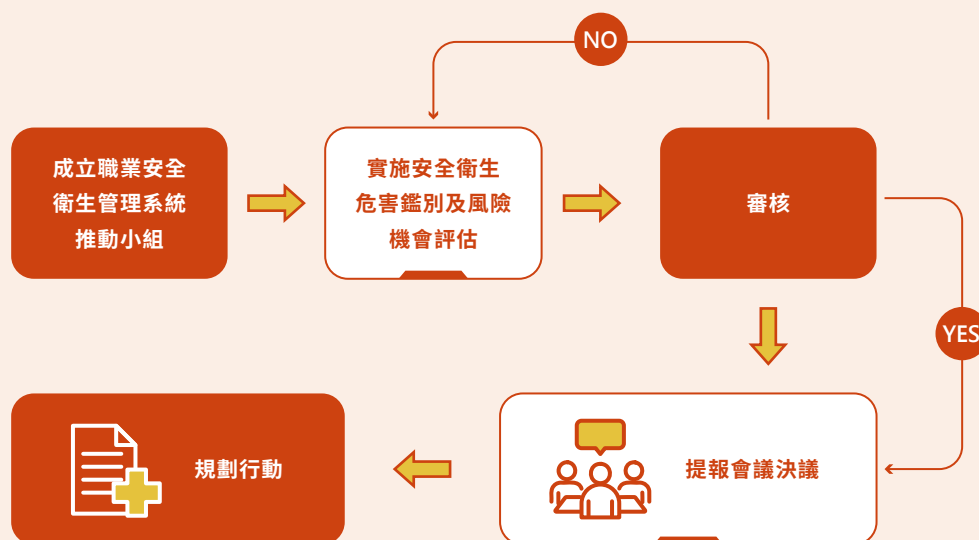 NO
成立職業安全
衛生管理系統
推動小組
實施安全衛生
危害鑑別及風險
機會評估
審核
YES
規劃行動
提報會議決議